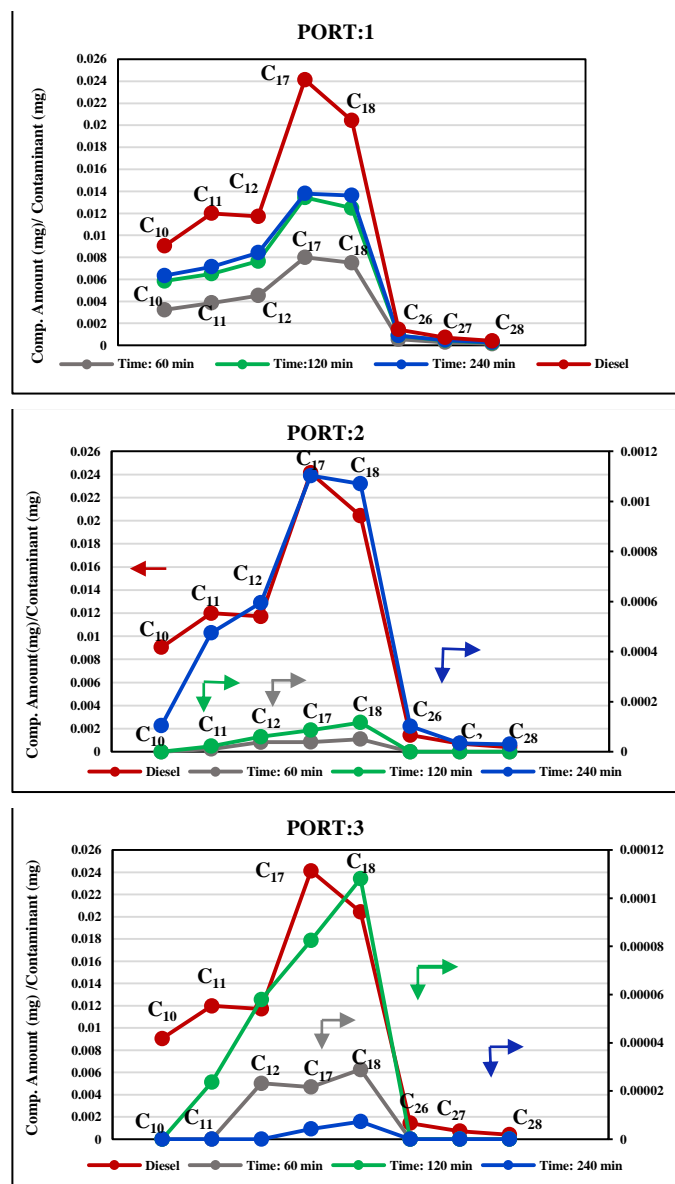 PORT:1
Comp. Amount (mg)/ Contaminant (mg)
0.026
0.024
0.022
0.02
0.018
0.016
0.014
0.012
0.01
0.008
0.006
0.004
0.002
0
C10
C11
C12
C17
C18
C10
C11
C12
C17
C18
C26
C27
C28
Time: 60 min Time:120 min Time: 240 min Diesel
PORT:2
Comp. Amount(mg)/Contaminant (mg)
0.026
0.024
0.022
0.02
0.018
0.016
0.014
0.012
0.01
0.008
0.006
0.004
0.002
0
0.0012
0.001
0.0008
0.0006
0.0004
0.0002
0
C10
C11
C12
C17
C18
C10
C11
C12
C17
C18
C26
C28
Diesel Time: 60 min Time: 120 min Time: 240 min
PORT:3
Comp. Amount (mg) /Contaminant (mg)
0.026
0.024
0.022
0.02
0.018
0.016
0.014
0.012
0.01
0.008
0.006
0.004
0.002
0
0.00012
0.0001
0.00008
0.00006
0.00004
0.00002
0
C10
C11
C17
C18
C10
C11
C12
C17
C18
C26
C27
C28
Diesel Time: 60 min Time: 120 min Time: 240 min